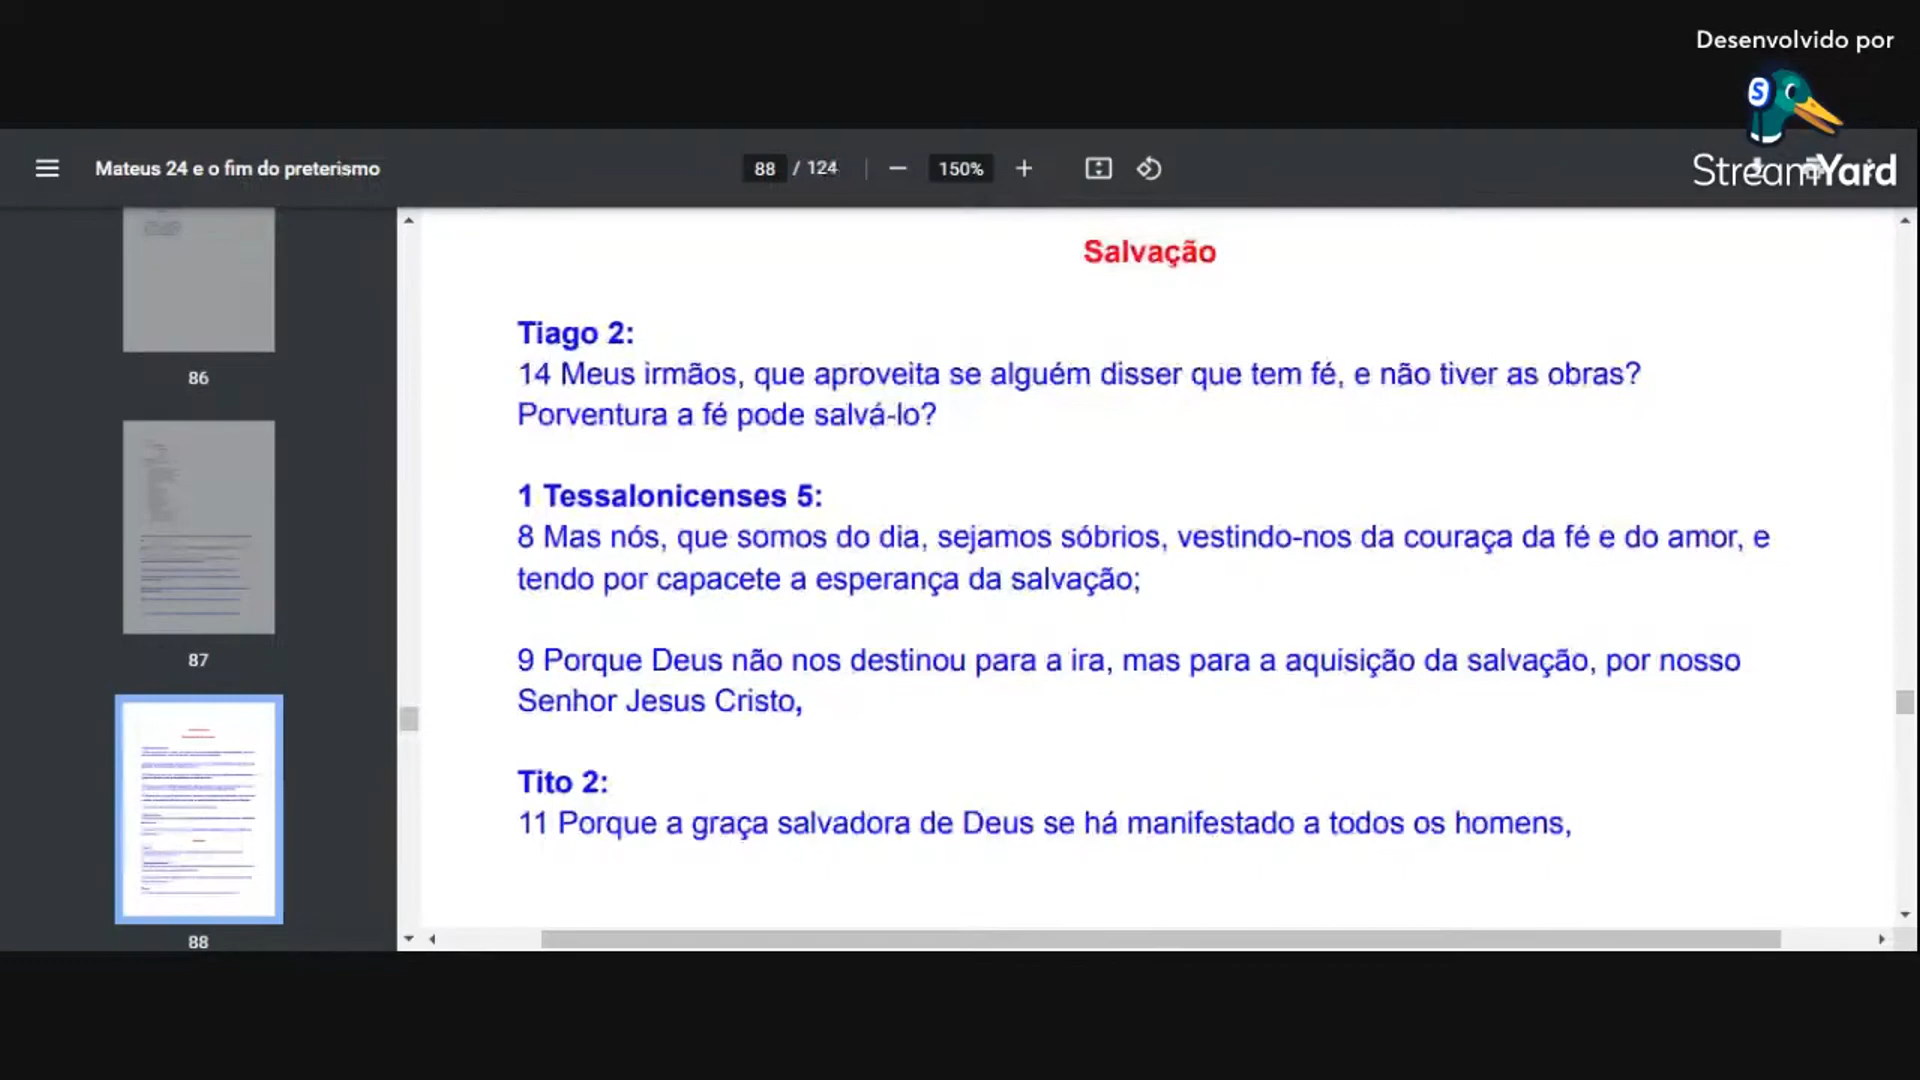 Desenvolvido por
StreamYard
Mateus 24 e o fim do preterismo
88 / 124
150%
86
87
88
Salvação
Tiago 2:
14 Meus irmãos, que aproveita se alguém disser que tem fé, e não tiver as obras?
Porventura a fé pode salvá-lo?
1 Tessalonicenses 5:
8 Mas nós, que somos do dia, sejamos sóbrios, vestindo-nos da couraça da fé e do amor, e
tendo por capacete a esperança da salvação;
9 Porque Deus não nos destinou para a ira, mas para a aquisição da salvação, por nosso
Senhor Jesus Cristo,
Tito 2:
11 Porque a graça salvadora de Deus se há manifestado a todos os homens,